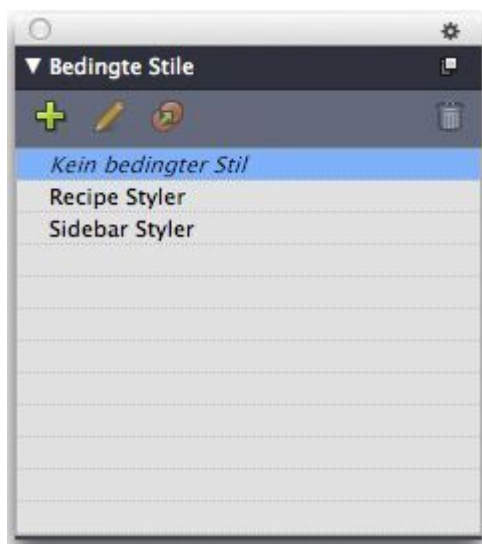 Bedingte Stile
Kein bedingter Stil
Recipe Styler
Sidebar Styler